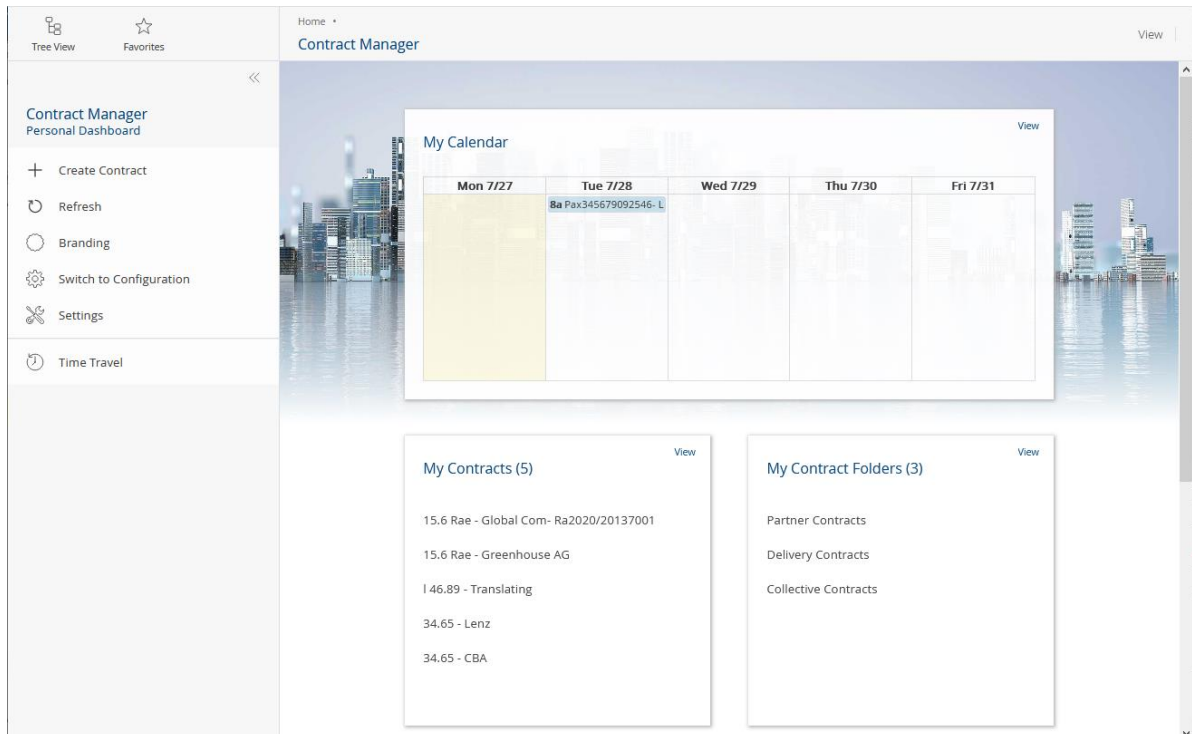 Tree View
Favorites
Home •
Contract Manager
View
Contract Manager
Personal Dashboard
Create Contract
Refresh
Branding
Switch to Configuration
Settings
Time Travel
My Calendar
View
Mon 7/27 Tue 7/28 Wed 7/29 Thu 7/30 Fri 7/31
8a Pax345679092546- L
My Contracts (5)
View
15.6 Rae - Global Com- Ra2020/20137001
15.6 Rae - Greenhouse AG
l 46.89 - Translating
34.65 - Lenz
34.65 - CBA
My Contract Folders (3)
View
Partner Contracts
Delivery Contracts
Collective Contracts